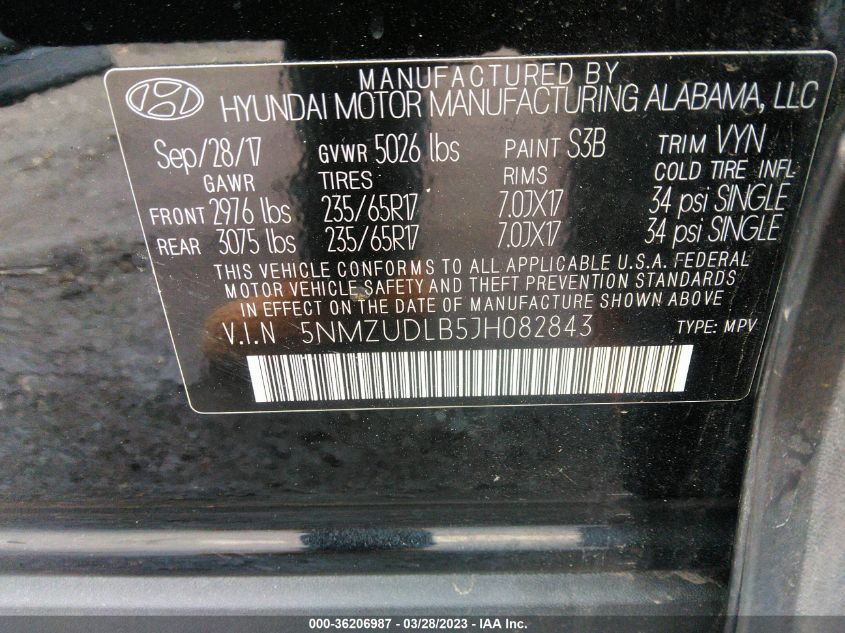 MANUFACTURED BY
HYUNDAI MOTOR MANUFACTURING ALABAMA, LLC
Sep/28/17 GVWR 5026 lbs PAINT S3B TRIM VYN
GAWR TIRES RIMS COLD TIRE INFL
FRONT 2976 lbs 235/65R17 7.0JX17 34 psi SINGLE
REAR 3075 lbs 235/65R17 7.0JX17 34 psi SINGLE
THIS VEHICLE CONFORMS TO ALL APPLICABLE U.S.A. FEDERAL
MOTOR VEHICLE SAFETY AND THEFT PREVENTION STANDARDS
IN EFFECT ON THE DATE OF MANUFACTURE SHOWN ABOVE
V.I.N 5NMZUDLB5JH082843 TYPE: MPV
000-36206987 - 03/28/2023 - IAA Inc.